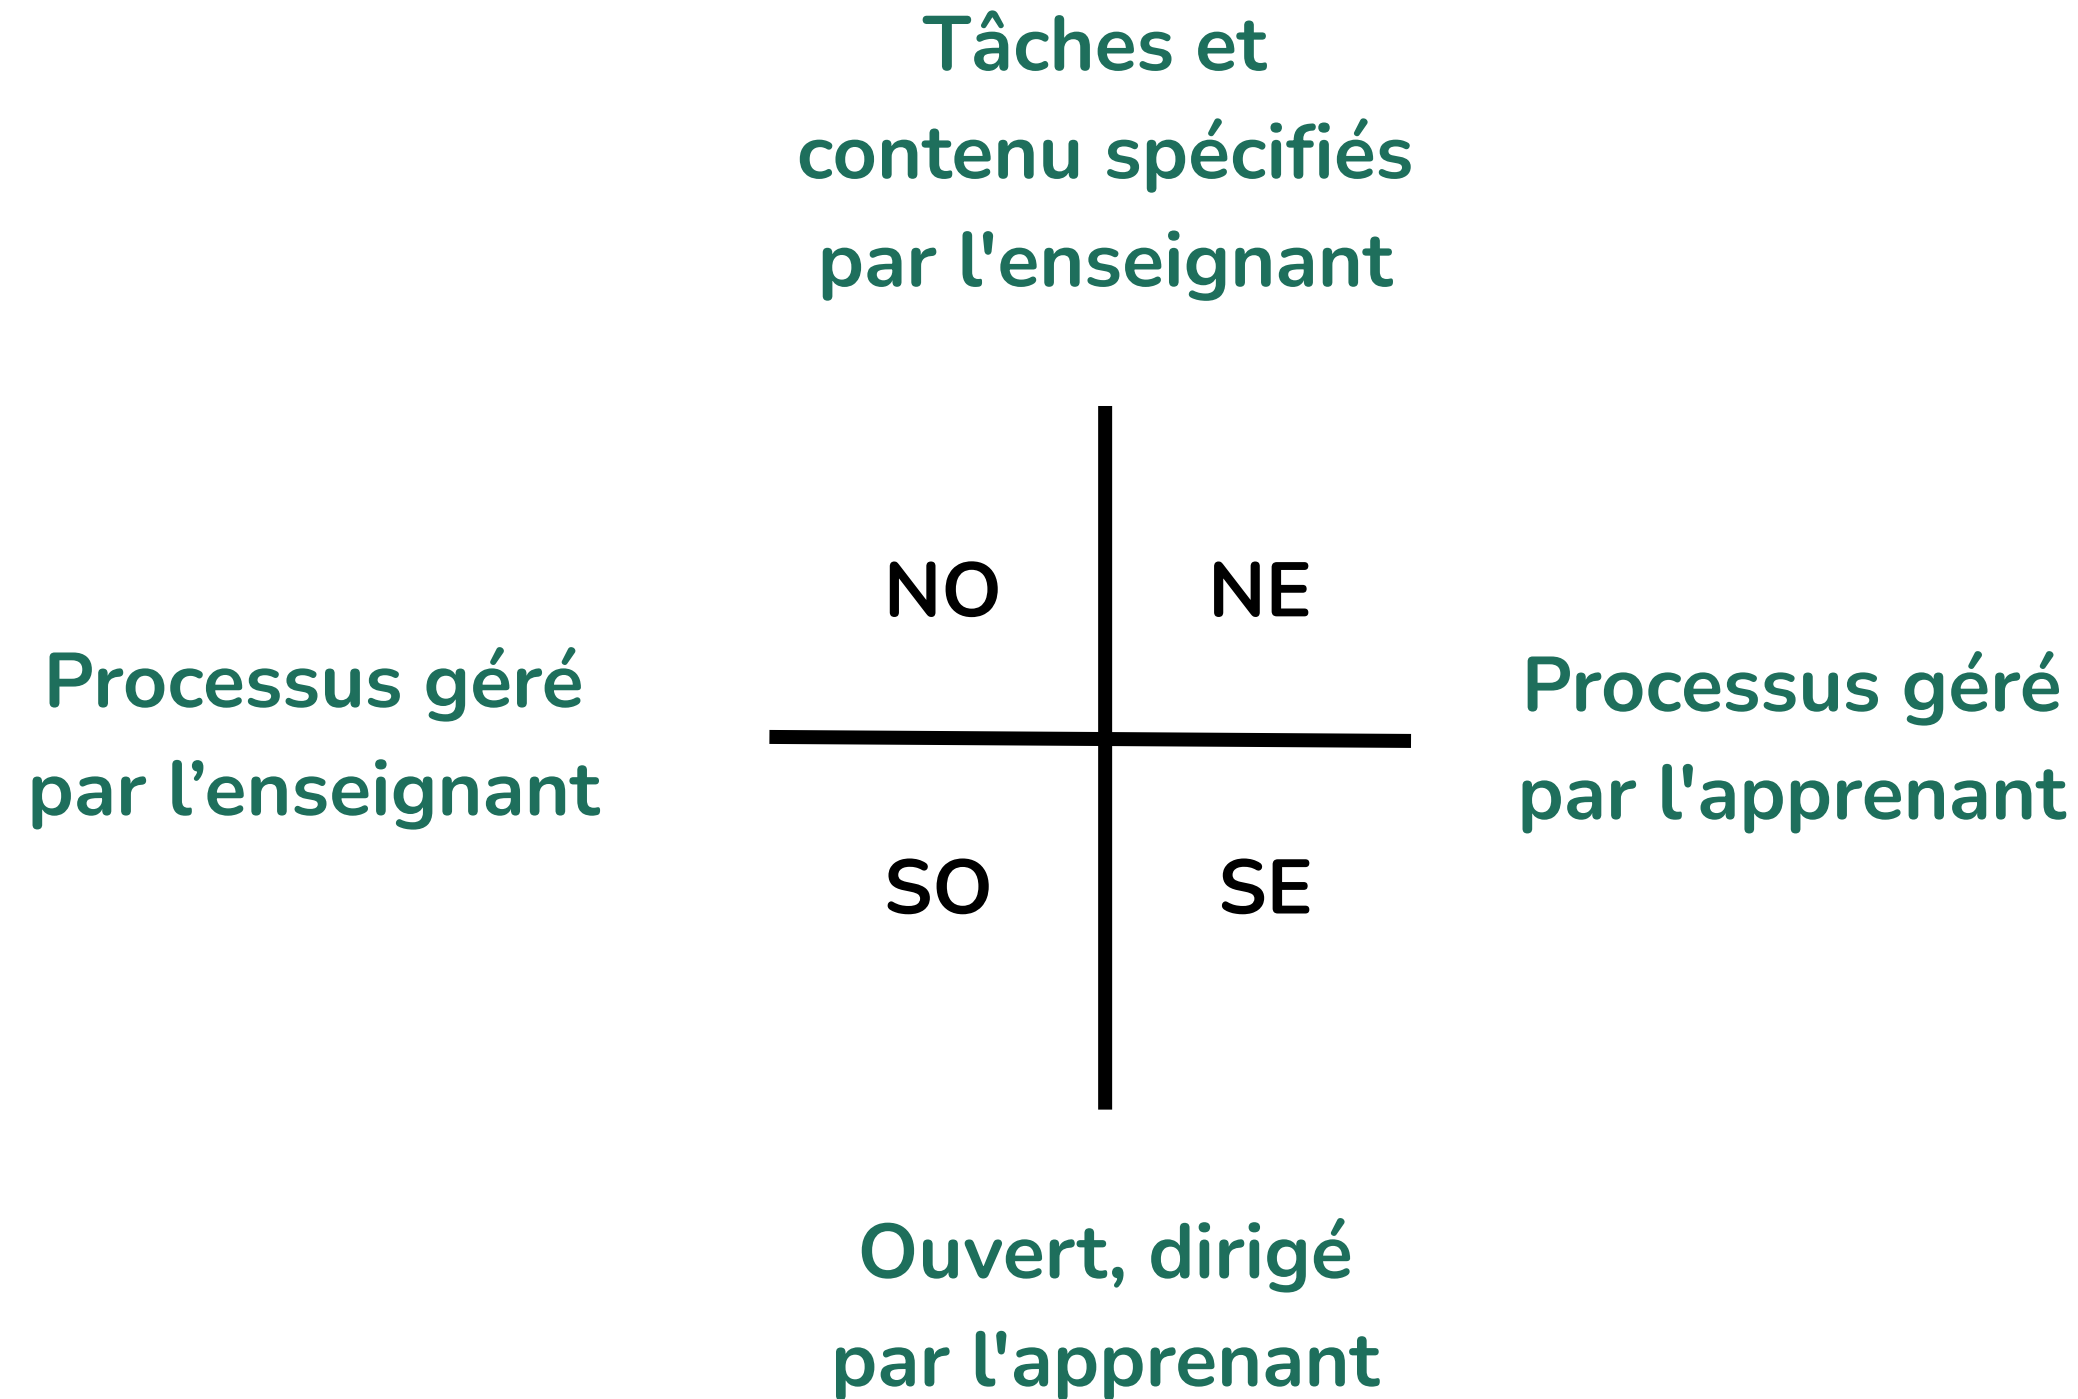 Tâches et
contenu spécifiés
par l'enseignant
NO
NE
Processus géré
par l’enseignant
Processus géré
par l'apprenant
SO
SE
Ouvert, dirigé
par l'apprenant